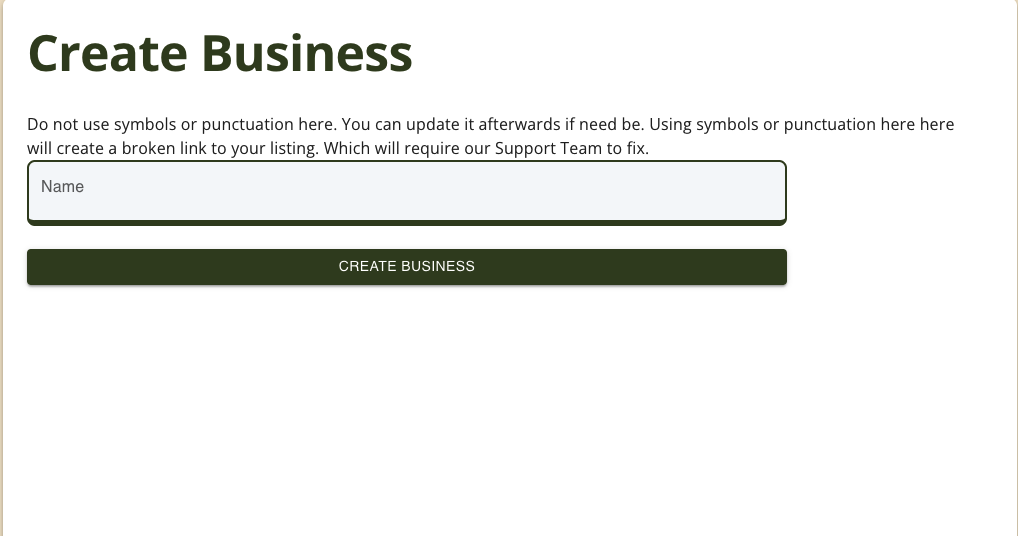 Create Business
Do not use symbols or punctuation here. You can update it afterwards if need be. Using symbols or punctuation here here
will create a broken link to your listing. Which will require our Support Team to fix.
Name
CREATE BUSINESS